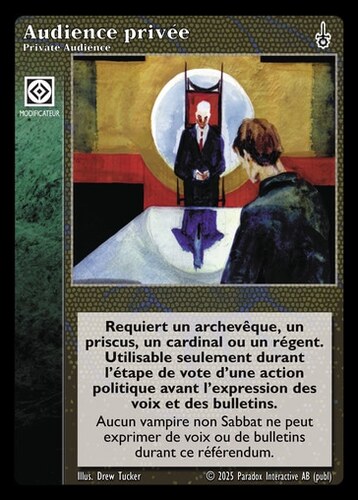 Audience privée
Private Audience
MODIFICATEUR
Requiert un archevêque, un
priscus, un cardinal ou un régent.
Utilisable seulement durant
l'étape de vote d'une action
politique avant l'expression des
voix et des bulletins.
Aucun vampire non Sabbat ne peut
exprimer de voix ou de bulletins
durant ce référendum.
Illus. Drew Tucker © 2025 Paradox Interactive AB (publ)